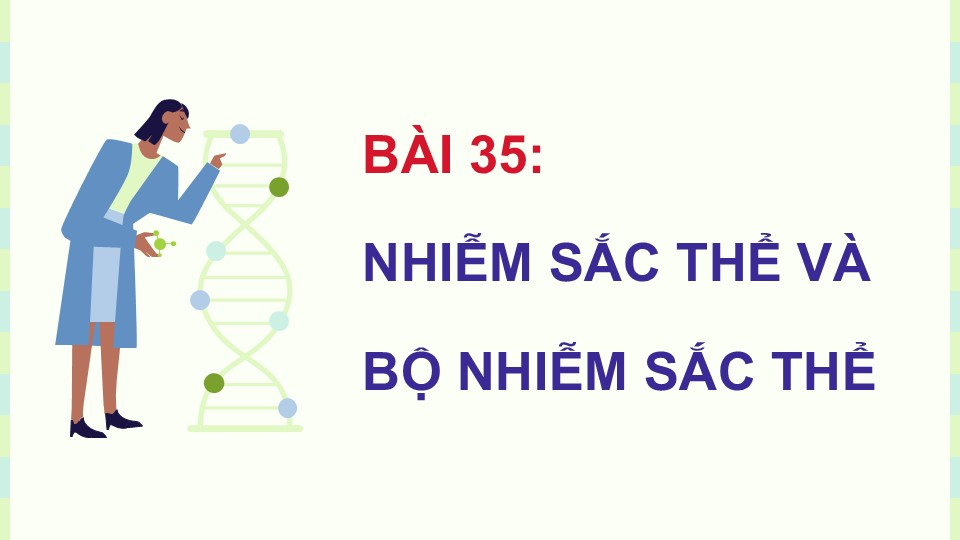 BÀI 35:
NHIỄM SẮC THỂ VÀ
BỘ NHIỄM SẮC THỂ